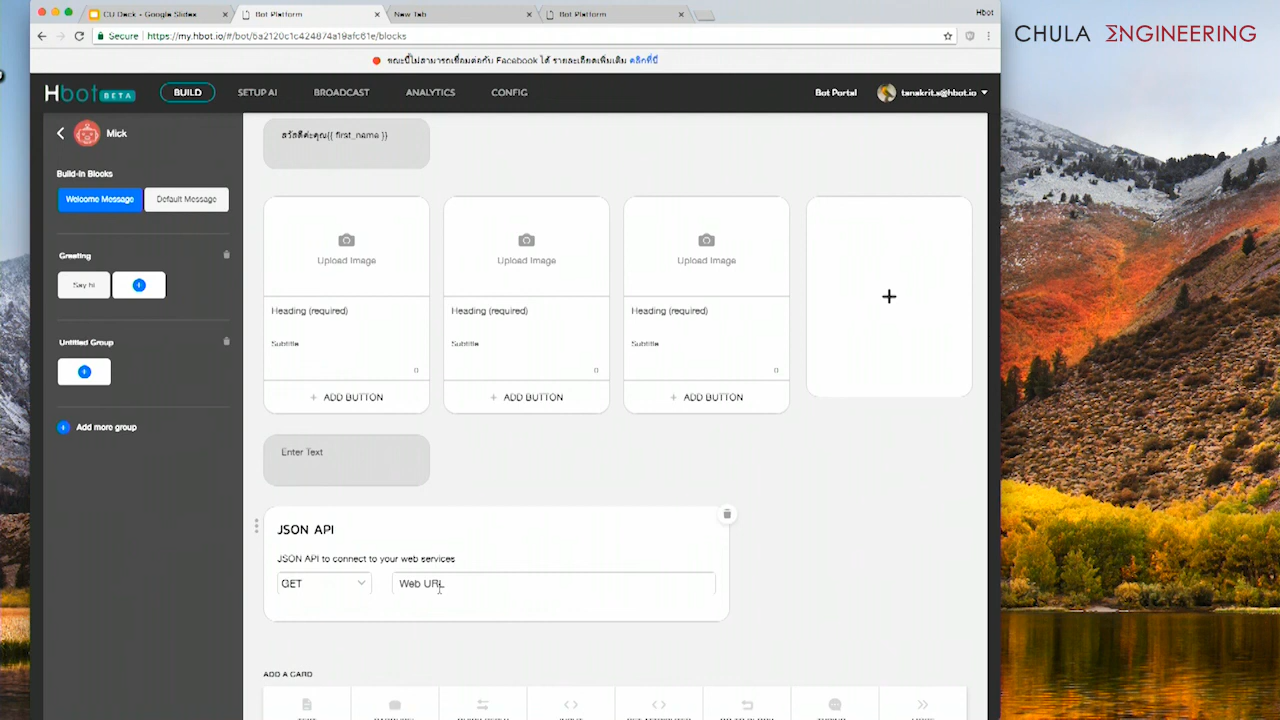 CU Deck - Google Slides
Bot Platform
New Tab
Bot Platform
Hbot
Secure
https://my.hbot.io/#/bot/5a2120c1c424874a19afc61e/blocks
ขณะนี้ไม่สามารถเชื่อมต่อกับ Facebook ได้ รายละเอียดเพิ่มเติม คลิกที่นี่
CHULA ΣNGINEERING
Hbot BETA
BUILD
SETUP AI
BROADCAST
ANALYTICS
CONFIG
Bot Portal
tanakrit.s@hbot.io
Mick
Build-in Blocks
Welcome Message
Default Message
Greeting
Say hi
Untitled Group
Add more group
สวัสดีค่ะคุณ{{ first_name }}
Upload Image
Upload Image
Upload Image
Heading (required)
Heading (required)
Heading (required)
Subtitle
Subtitle
Subtitle
+ ADD BUTTON
+ ADD BUTTON
+ ADD BUTTON
Enter Text
JSON API
JSON API to connect to your web services
GET
Web URL
ADD A CARD